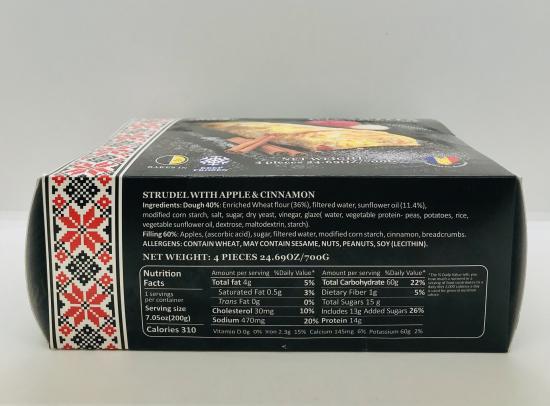 NET WEIGHT
BAKED IN
KEEP FROZEN
STRUDEL WITH APPLE & CINNAMON
Ingredients: Dough 40%: Enriched Wheat flour (36%), filtered water, sunflower oil (11.4%),
modified corn starch, salt, sugar, dry yeast, vinegar, glaze( water, vegetable protein- peas, potatoes, rice,
vegetable sunflower oil, dextrose, maltodextrin, starch).
Filling 60%: Apples, (ascorbic acid), sugar, filtered water, modified corn starch, cinnamon, breadcrumbs.
ALLERGENS: CONTAIN WHEAT, MAY CONTAIN SESAME, NUTS, PEANUTS, SOY (LECITHIN).
NET WEIGHT: 4 PIECES 24.69OZ/700G
Nutrition
Facts
1 servings
per container
Serving size
7.05oz(200g)
Calories 310
Amount per serving %Daily Value*
Total fat 4g 5%
Saturated Fat 0.5g 3%
Trans Fat 0g 0%
Cholesterol 30mg 10%
Sodium 470mg 20%
Amount per serving %Daily Value*
Total Carbohydrate 60g 22%
Dietary Fiber 1g 5%
Total Sugars 15 g
Includes 13g Added Sugars 26%
Protein 14g
Vitamin D 0g 0% Iron 2.3g 15% Calcium 145mg 6% Potassium 60g 2%